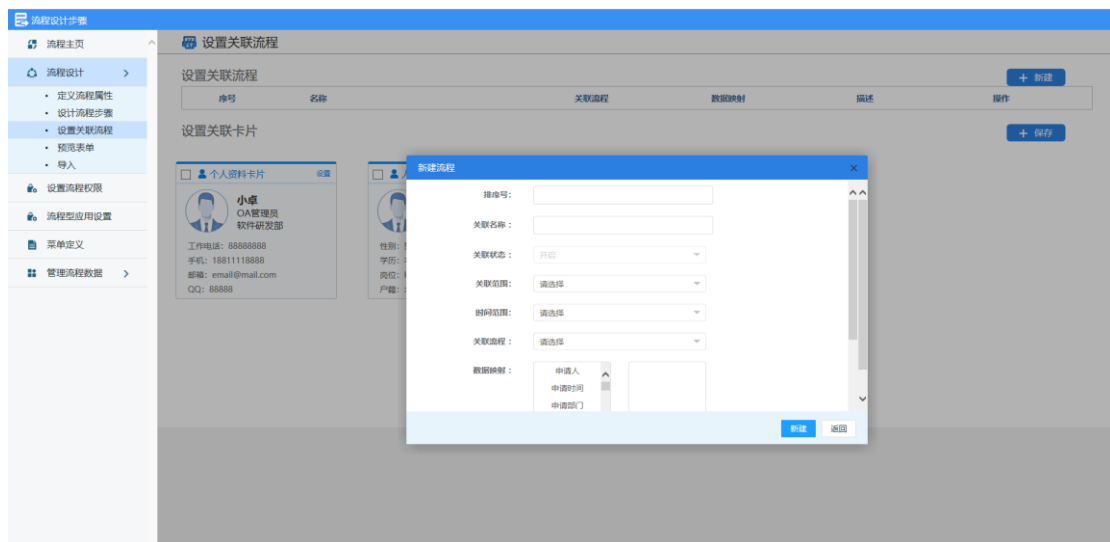 流程设计步骤
流程主页
流程设计
定义流程属性
设计流程步骤
设置关联流程
预览表单
导入
设置流程权限
流程型应用设置
菜单定义
管理流程数据
设置关联流程
设置关联流程
+ 新建
序号 名称 关联流程 数据映射 描述 操作
设置关联卡片
+ 保存
个人资料卡片 设置
小卓
OA管理员
软件研发部
工作电话: 88888888
手机: 18811118888
邮箱: email@mail.com
QQ: 88888
性别:
学历:
岗位:
户籍:
新建流程 ×
排序号:
关联名称：
关联状态： 开启
关联范围: 请选择
时间范围: 请选择
关联流程： 请选择
数据映射：
申请人
申请时间
申请部门
新建 返回